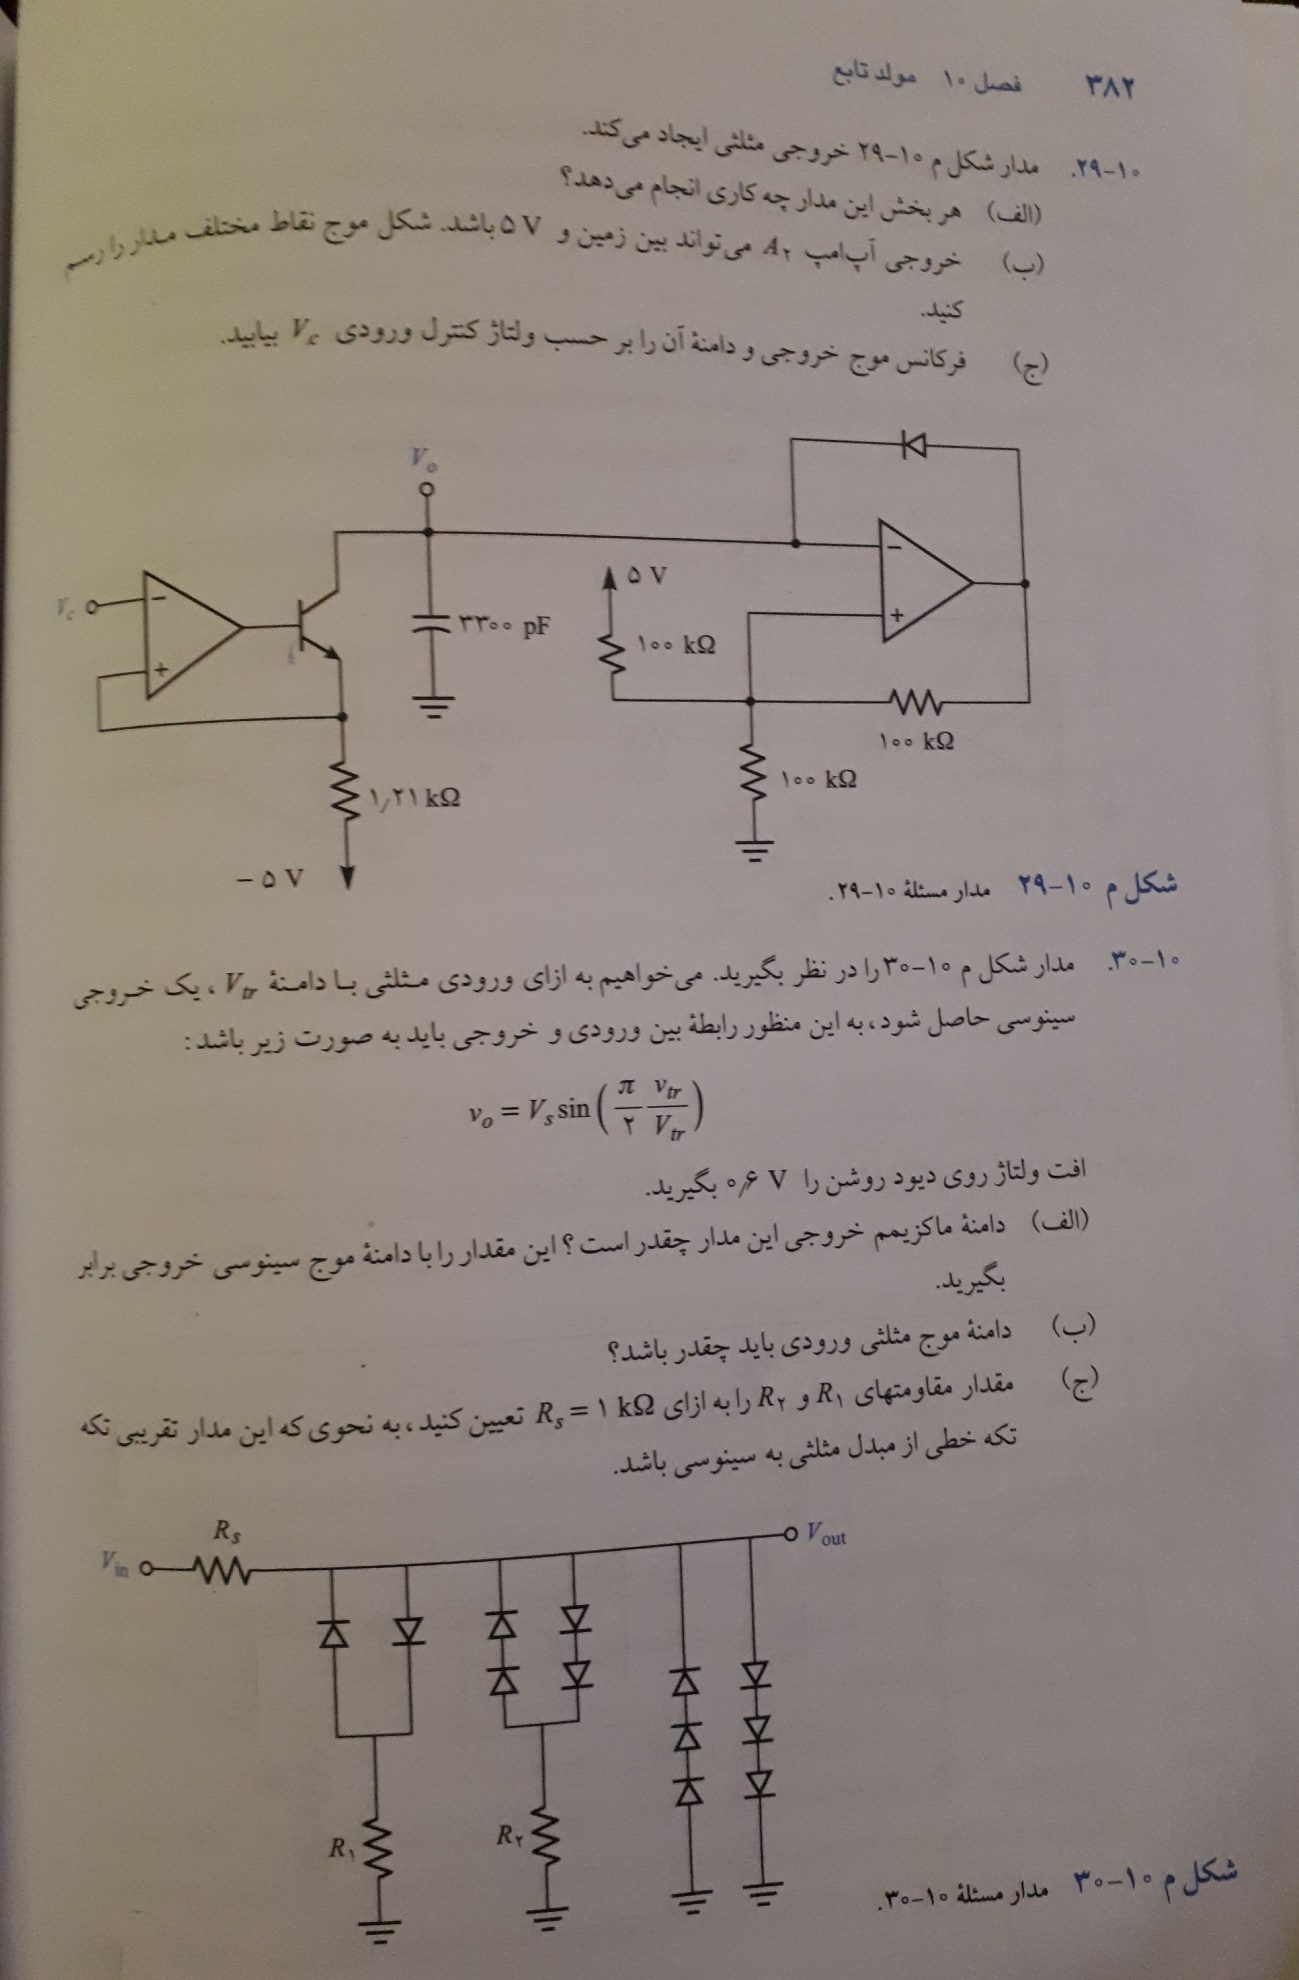 ۳۸۲ فصل ۱۰ مولد تابع
۲۹-۱۰. مدار شکل م ۱۰-۲۹ خروجی مثلثی ایجاد می‌کند.
(الف) هر بخش این مدار چه کاری انجام می‌دهد؟
(ب) خروجی آپ‌امپ A۲ می‌تواند بین زمین و ۵ V باشد. شکل موج نقاط مختلف مدار را رسم
کنید.
(ج) فرکانس موج خروجی و دامنهٔ آن را بر حسب ولتاژ کنترل ورودی Vc بیابید.
Vo
Vc
−
+
۳۳۰۰ pF
۵ V
۱۰۰ kΩ
−
+
۱۰۰ kΩ
۱۰۰ kΩ
۱٫۲۱ kΩ
− ۵ V
شکل م ۱۰-۲۹ مدار مسئلهٔ ۱۰-۲۹.
۳۰-۱۰. مدار شکل م ۱۰-۳۰ را در نظر بگیرید. می‌خواهیم به ازای ورودی مثلثی با دامنهٔ Vtr، یک خروجی
سینوسی حاصل شود، به این منظور رابطهٔ بین ورودی و خروجی باید به صورت زیر باشد:
vo = Vs sin(π/۲ vtr/Vtr)
افت ولتاژ روی دیود روشن را ۰٫۶ V بگیرید.
(الف) دامنهٔ ماکزیمم خروجی این مدار چقدر است؟ این مقدار را با دامنهٔ موج سینوسی خروجی برابر
بگیرید.
(ب) دامنهٔ موج مثلثی ورودی باید چقدر باشد؟
(ج) مقدار مقاومتهای R۱ و R۲ را به ازای Rs = ۱ kΩ تعیین کنید، به نحوی که این مدار تقریبی تکه
تکه خطی از مبدل مثلثی به سینوسی باشد.
Vin
Rs
Vout
R۱
R۲
شکل م ۱۰-۳۰ مدار مسئلهٔ ۱۰-۳۰.